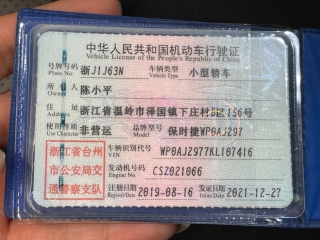 中华人民共和国机动车行驶证
Vehicle License of the People's Republic of China
号牌号码 浙J1J63N 车辆类型 小型轿车
Plate No. Vehicle Type
所有人 陈小平
Owner
住址 浙江省温岭市泽国镇下庄村B区156号
Address
使用性质 非营运 品牌型号 保时捷WP0AJ297
Use Character Model
浙江省台州 车辆识别代号 WP0AJ2977KL107416
VIN
市公安局交 发动机号码 CSZ021066
Engine No.
通警察支队 注册日期 2019-08-16 发证日期 2021-12-27
Register Date Issue Date